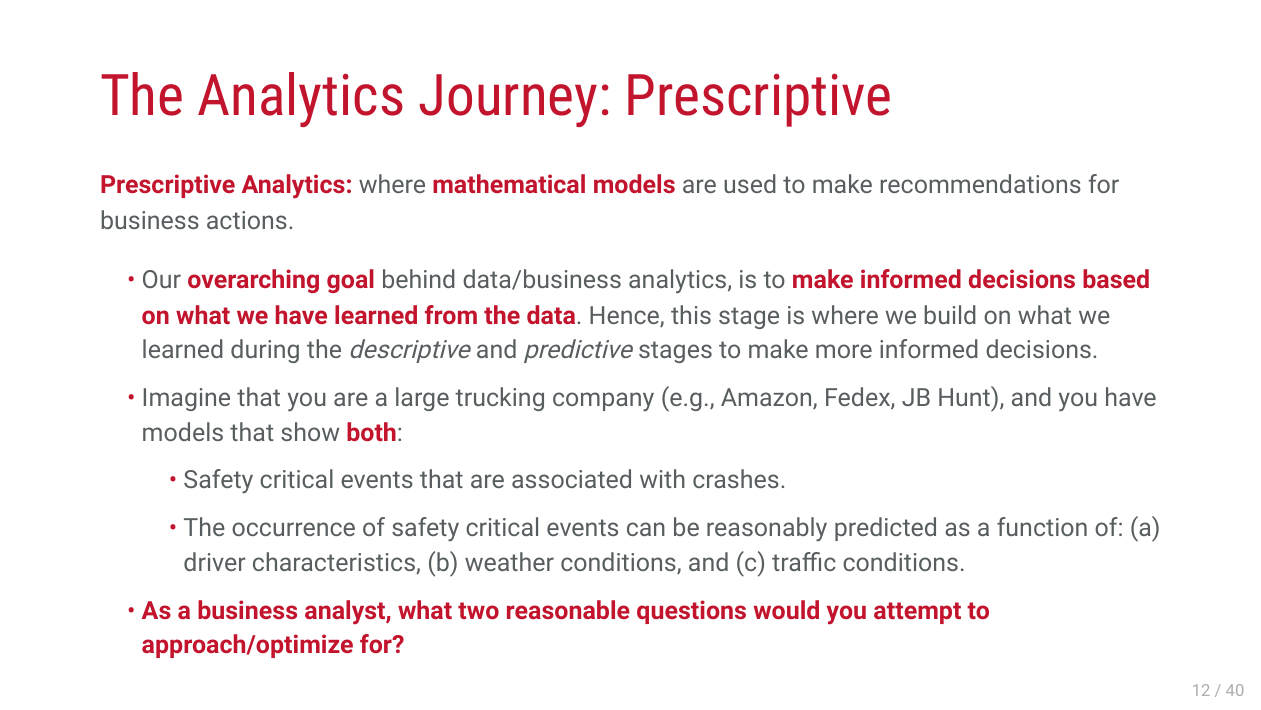 The Analytics Journey: Prescriptive
Prescriptive Analytics: where mathematical models are used to make recommendations for
business actions.
• Our overarching goal behind data/business analytics, is to make informed decisions based
on what we have learned from the data. Hence, this stage is where we build on what we
learned during the descriptive and predictive stages to make more informed decisions.
• Imagine that you are a large trucking company (e.g., Amazon, Fedex, JB Hunt), and you have
models that show both:
• Safety critical events that are associated with crashes.
• The occurrence of safety critical events can be reasonably predicted as a function of: (a)
driver characteristics, (b) weather conditions, and (c) traffic conditions.
• As a business analyst, what two reasonable questions would you attempt to
approach/optimize for?
12 / 40